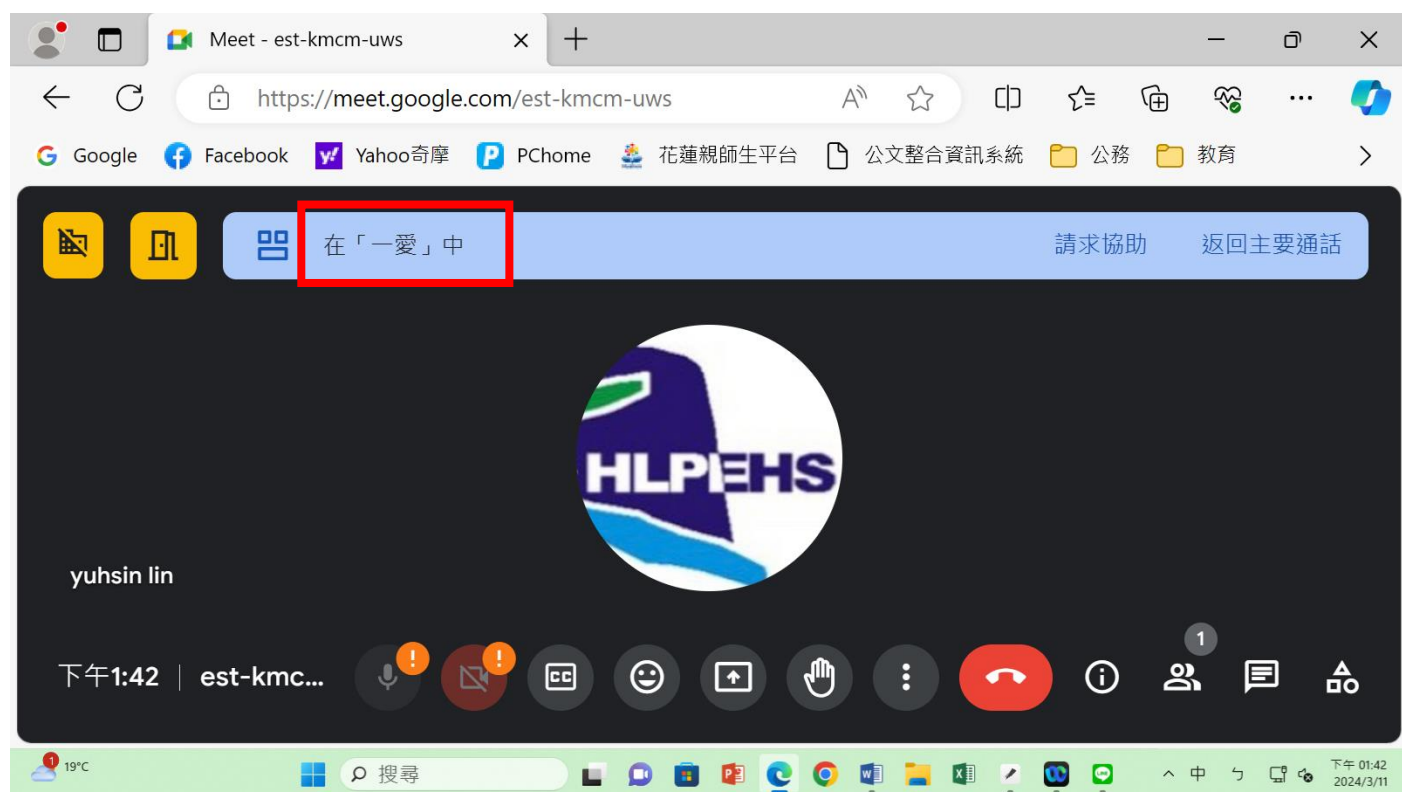 Meet - est-kmcm-uws
https://meet.google.com/est-kmcm-uws
Google Facebook Yahoo奇摩 PChome 花蓮親師生平台 公文整合資訊系統 公務 教育
在「一愛」中 請求協助 返回主要通話
HLPEHS
yuhsin lin
1
下午1:42 | est-kmc...
1 19°C 搜尋 中 ㄅ 下午 01:42
2024/3/11